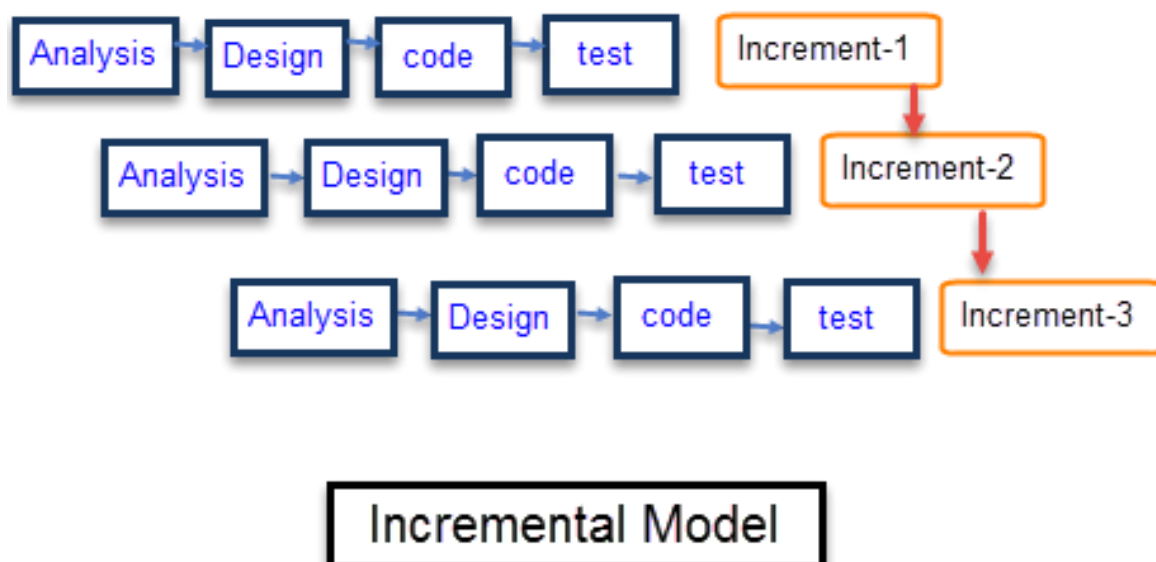 Analysis Design code test Increment-1
Analysis Design code test Increment-2
Analysis Design code test Increment-3
Incremental Model